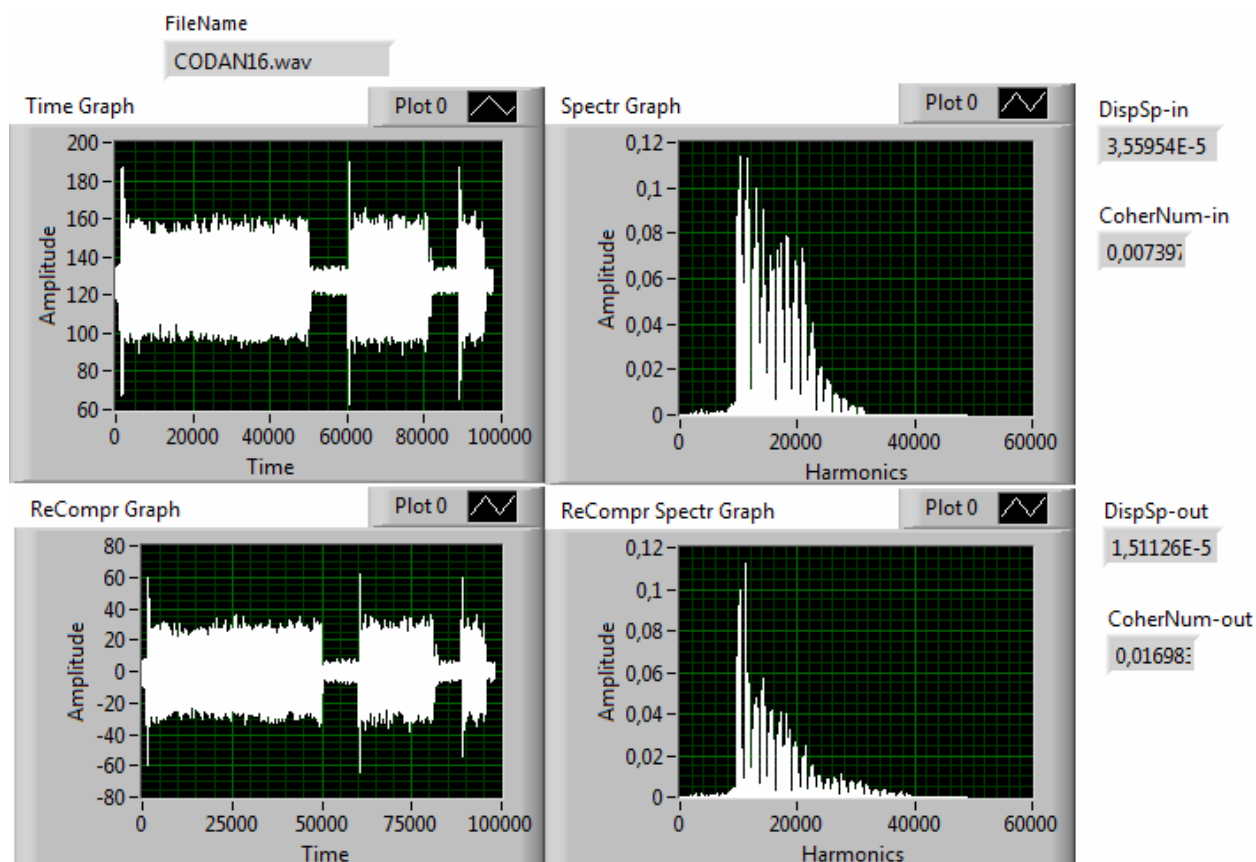 FileName
CODAN16.wav
Time Graph
Plot 0
200
180
160
140
120
100
80
60
Amplitude
0
20000
40000
60000
80000
100000
Time
Spectr Graph
Plot 0
0,12
0,1
0,08
0,06
0,04
0,02
0
Amplitude
0
20000
40000
60000
Harmonics
DispSp-in
3,55954E-5
CoherNum-in
0,007397
ReCompr Graph
Plot 0
80
60
40
20
0
-20
-40
-60
-80
Amplitude
0
25000
50000
75000
100000
Time
ReCompr Spectr Graph
Plot 0
0,12
0,1
0,08
0,06
0,04
0,02
0
Amplitude
0
20000
40000
60000
Harmonics
DispSp-out
1,51126E-5
CoherNum-out
0,016983